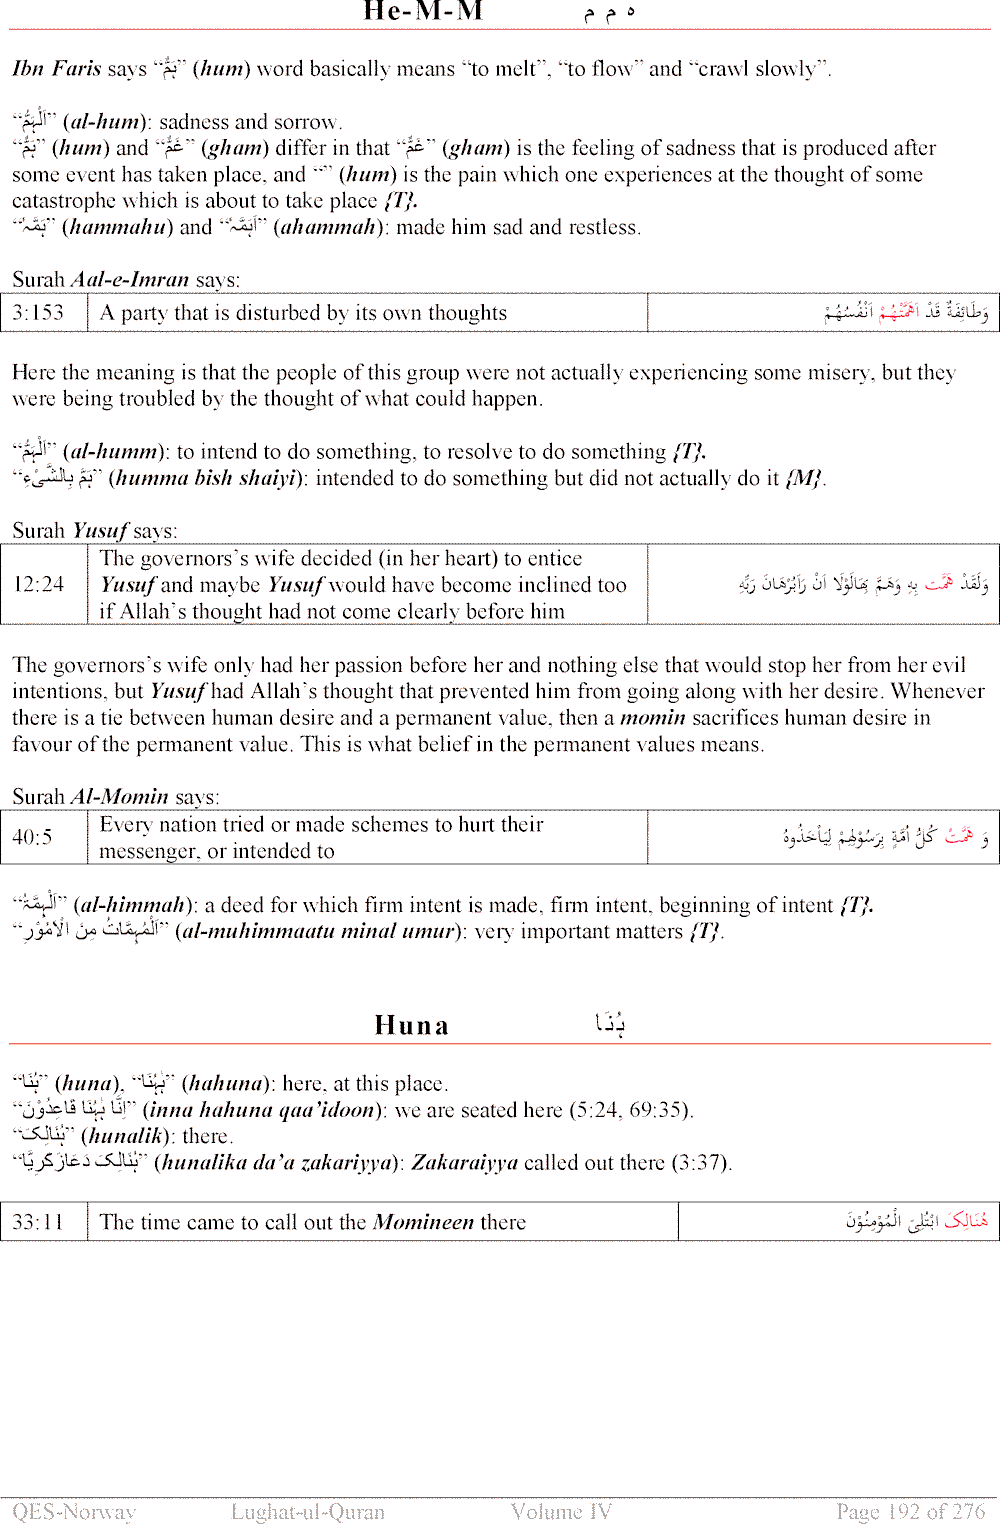 He-M-M ه م م
Ibn Faris says “ہَمٌّ” (hum) word basically means “to melt”, “to flow” and “crawl slowly”.
“اَلْہَمُّ” (al-hum): sadness and sorrow.
“ہَمٌّ” (hum) and “غَمٌّ” (gham) differ in that “غَمٌّ” (gham) is the feeling of sadness that is produced after
some event has taken place, and “” (hum) is the pain which one experiences at the thought of some
catastrophe which is about to take place {T}.
“ہَمَّہٗ” (hammahu) and “اَہَمَّہٗ” (ahammah): made him sad and restless.
Surah Aal-e-Imran says:
3:153 A party that is disturbed by its own thoughts وَطَائِفَةٌ قَدْ اَهَمَّتْهُمْ اَنْفُسُهُمْ
Here the meaning is that the people of this group were not actually experiencing some misery, but they
were being troubled by the thought of what could happen.
“اَلْہَمُّ” (al-humm): to intend to do something, to resolve to do something {T}.
“ہَمَّ بِالشَّیْءِ” (humma bish shaiyi): intended to do something but did not actually do it {M}.
Surah Yusuf says:
The governors’s wife decided (in her heart) to entice
12:24 Yusuf and maybe Yusuf would have become inclined too وَلَقَدْ هَمَّت بِهِ وَهَمَّ بِهَالَوْلَا اَنْ رَاَبُرْهَانَ رَبِّهِ
if Allah’s thought had not come clearly before him
The governors’s wife only had her passion before her and nothing else that would stop her from her evil
intentions, but Yusuf had Allah’s thought that prevented him from going along with her desire. Whenever
there is a tie between human desire and a permanent value, then a momin sacrifices human desire in
favour of the permanent value. This is what belief in the permanent values means.
Surah Al-Momin says:
40:5 Every nation tried or made schemes to hurt their
messenger, or intended to وَ هَمَّتْ كُلُّ اُمَّةٍ بِرَسُوْلِهِمْ لِيَاْخُذُوهُ
“اَلْہِمَّۃُ” (al-himmah): a deed for which firm intent is made, firm intent, beginning of intent {T}.
“اَلْمُہِمَّاتُ مِنَ الْاُمُوْرِ” (al-muhimmaatu minal umur): very important matters {T}.
Huna ہُنَا
“ہُنَا” (huna), “ہٰہُنَا” (hahuna): here, at this place.
“اِنَّا ہٰہُنَا قَاعِدُوْنَ” (inna hahuna qaa’idoon): we are seated here (5:24, 69:35).
“ہُنَالِکَ” (hunalik): there.
“ہُنَالِکَ دَعَازَکَرِیَّا” (hunalika da’a zakariyya): Zakaraiyya called out there (3:37).
33:11 The time came to call out the Momineen there هُنَالِکَ ابْتُلِیَ الْمُوْمِنُوْنَ
QES-Norway Lughat-ul-Quran Volume IV Page 192 of 276